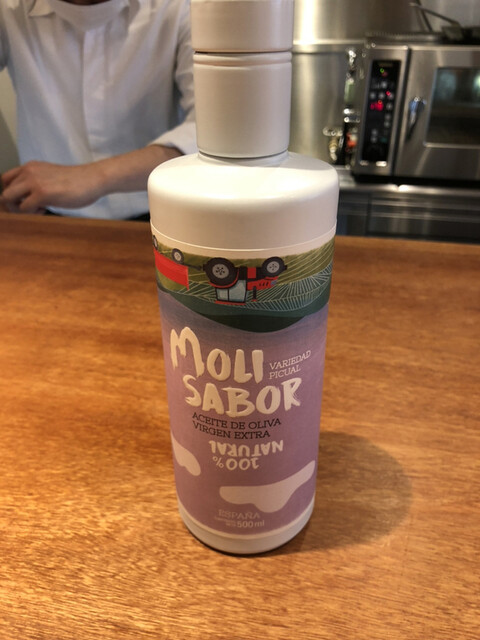 MOLI
SABOR
VARIEDAD
PICUAL
ACEITE DE OLIVA
VIRGEN EXTRA
100%
NATURAL
ESPAÑA
500 ml